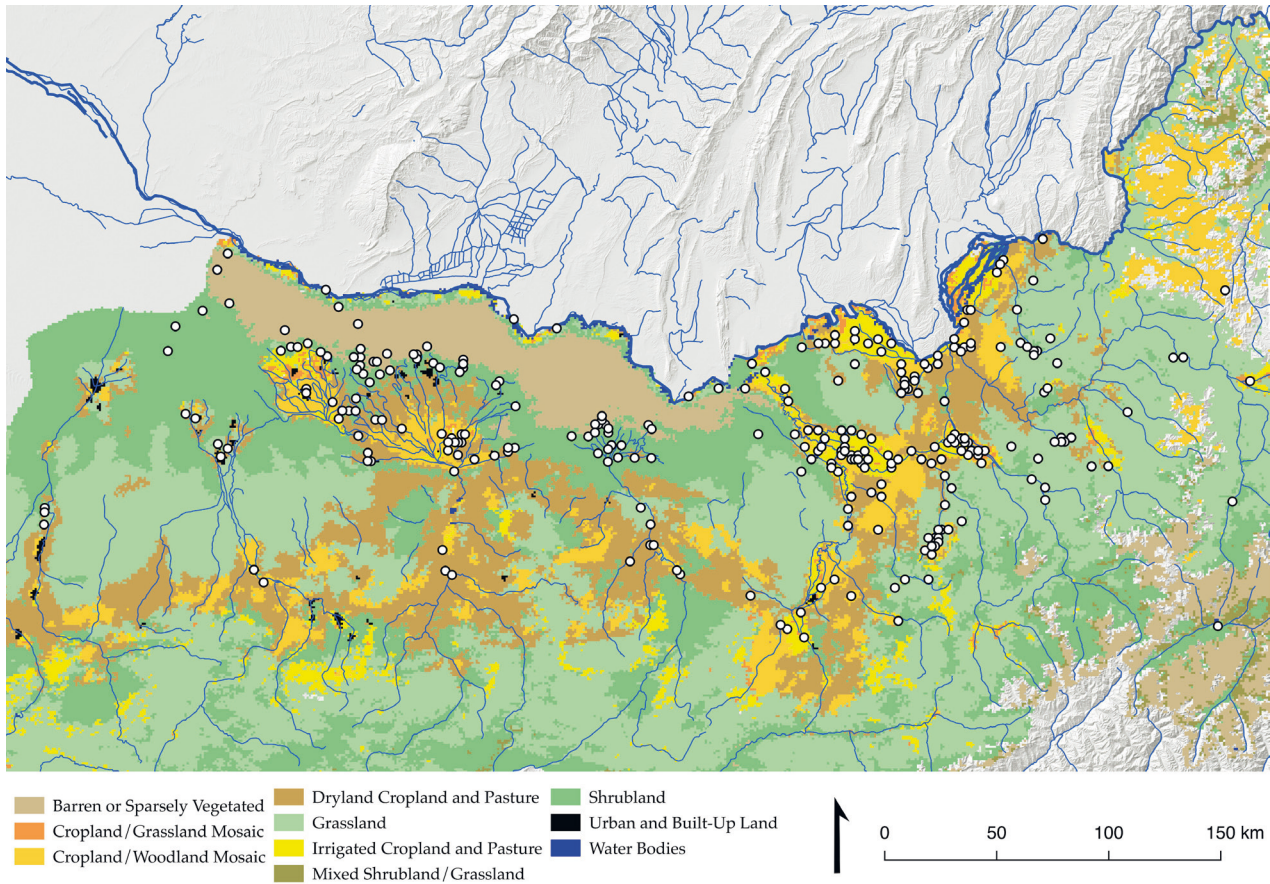 Barren or Sparsely Vegetated
Cropland/Grassland Mosaic
Cropland/Woodland Mosaic
Dryland Cropland and Pasture
Grassland
Irrigated Cropland and Pasture
Mixed Shrubland/Grassland
Shrubland
Urban and Built-Up Land
Water Bodies
0 50 100 150 km